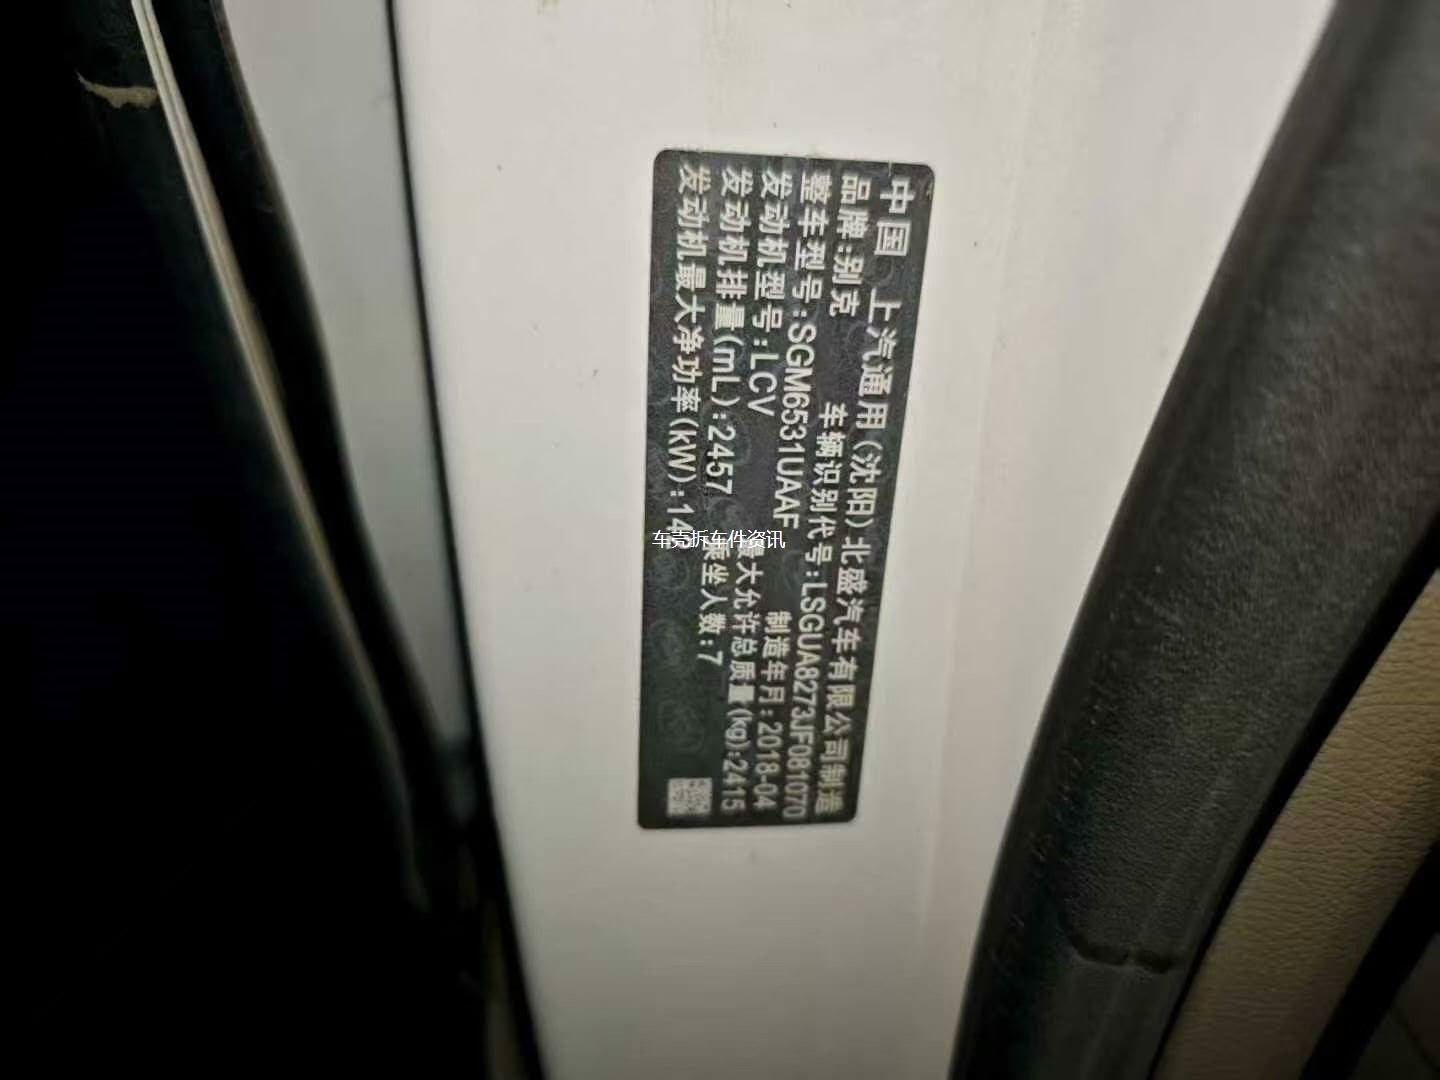 中国 上汽通用(沈阳)北盛汽车有限公司制造
品牌:别克 车辆识别代号:LSGUA8273JF081070
整车型号:SGM6531UAAF 制造年月:2018-04
发动机型号:LCV 最大允许总质量(kg):2415
发动机排量(mL):2457 乘坐人数:7
发动机最大净功率(kW):14
车壳拆车件资讯